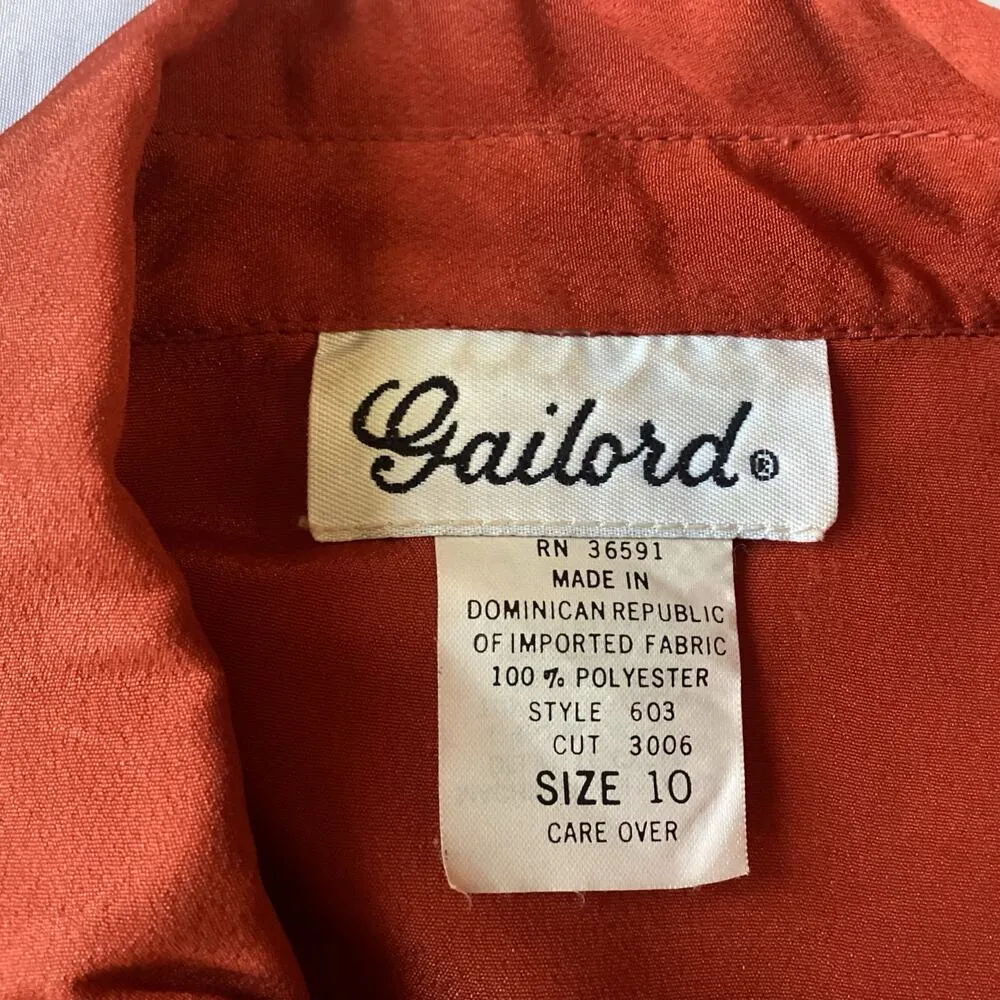 Gailord®
RN 36591
MADE IN
DOMINICAN REPUBLIC
OF IMPORTED FABRIC
100 % POLYESTER
STYLE 603
CUT 3006
SIZE 10
CARE OVER